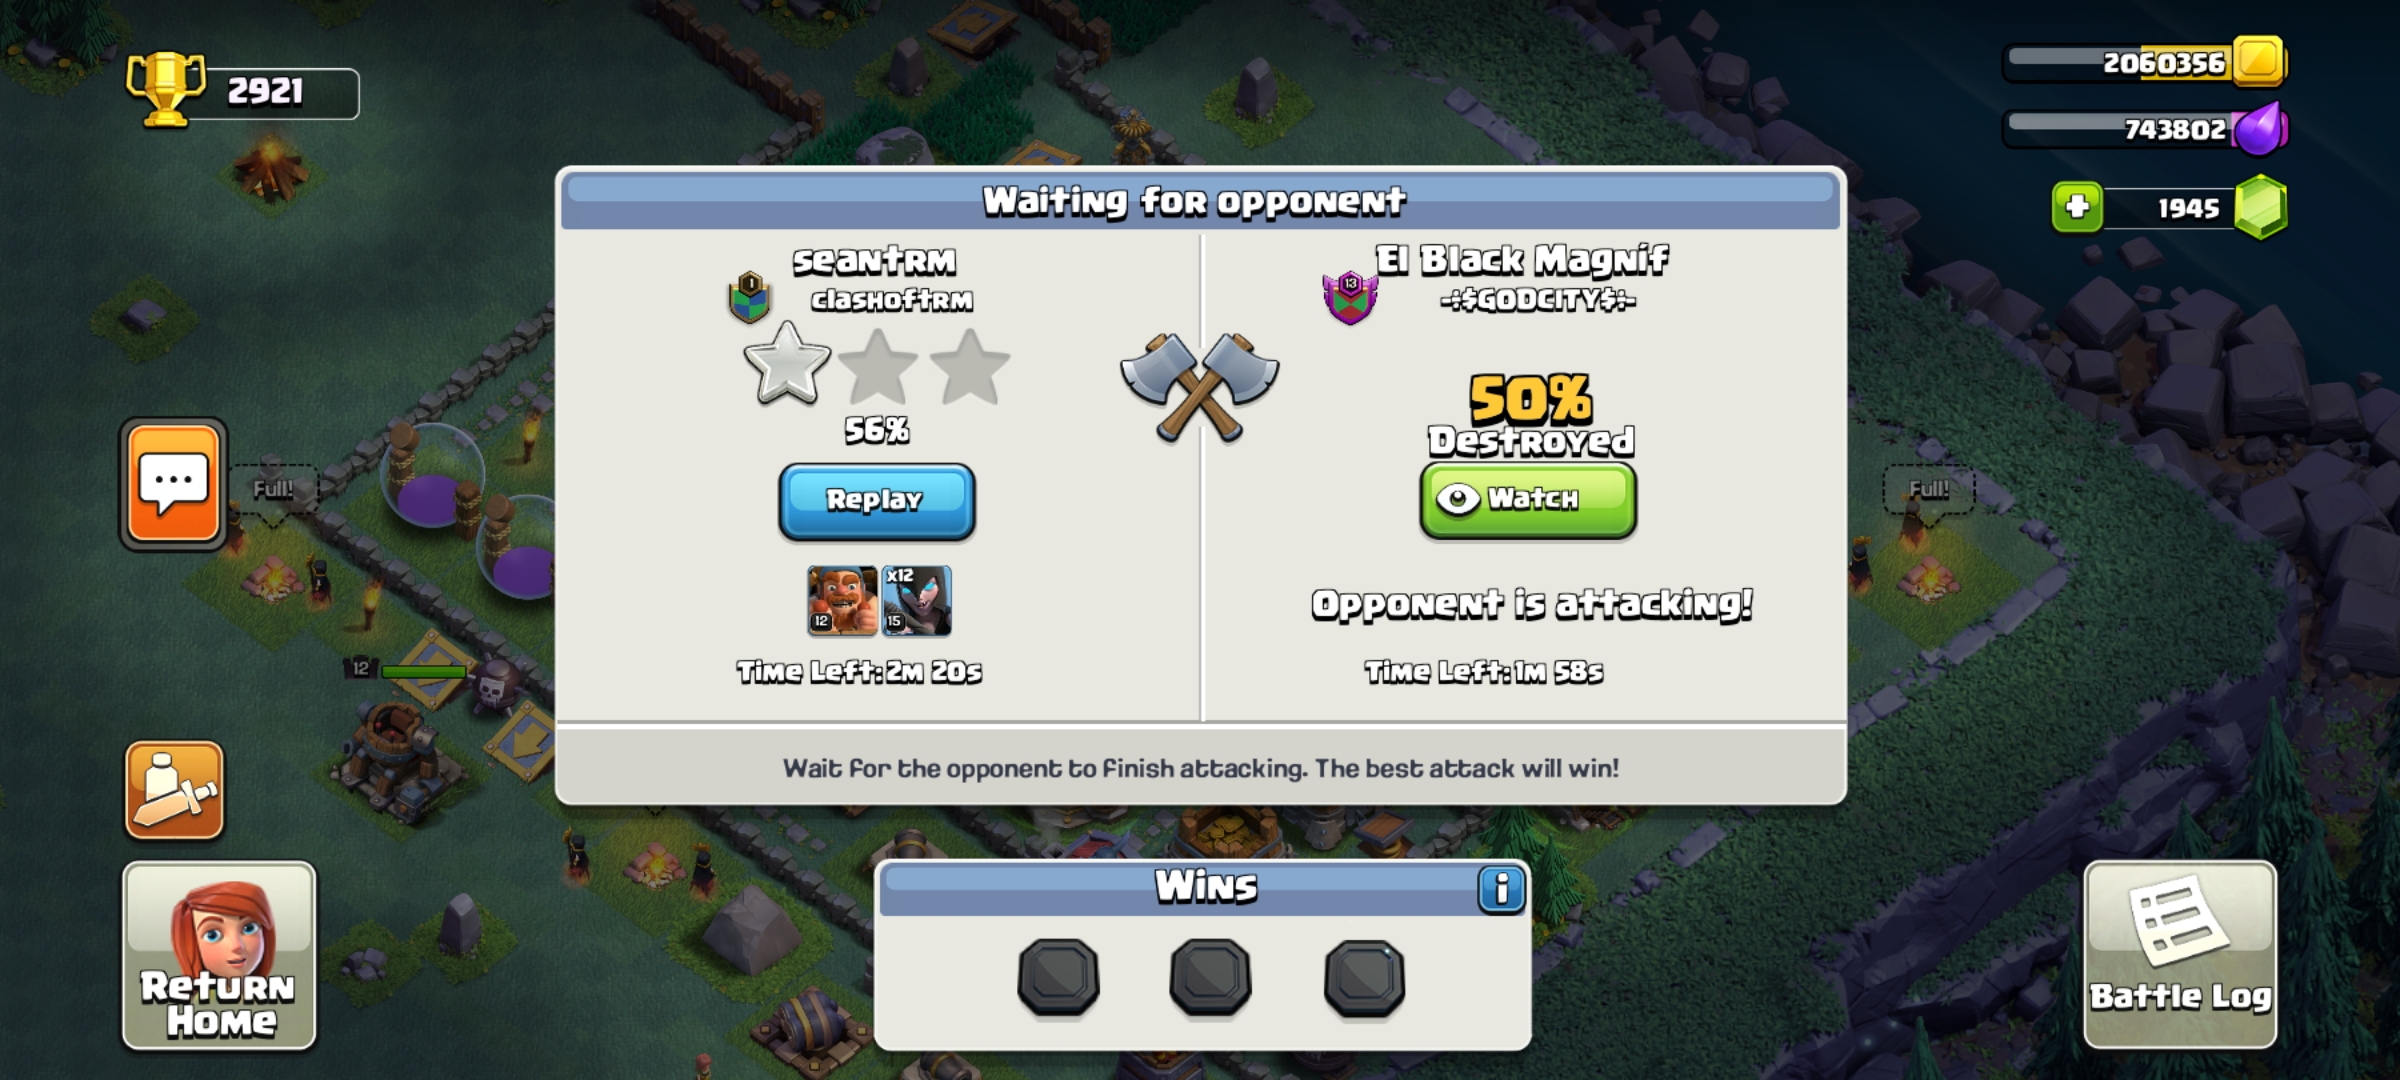 2921
2060356
743802
1945
Waiting for opponent
seantrm
1
clashoftrm
56%
Replay
12
x12
15
Time Left:2m 20s
El Black Magnif
13
-:$GODCITY$:-
50%
Destroyed
Watch
Opponent is attacking!
Time Left:1m 58s
Wait for the opponent to finish attacking. The best attack will win!
Full!
Full!
12
Wins
i
Return
Home
Battle Log